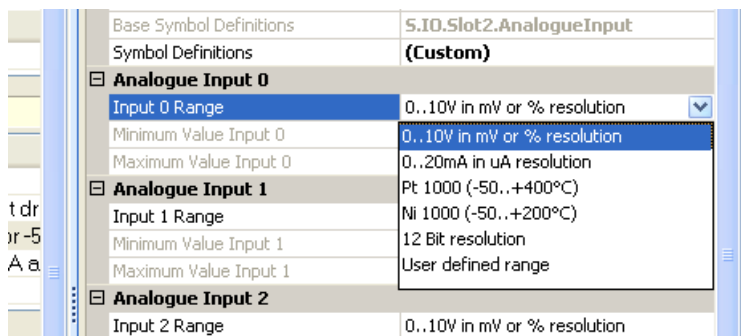 Base Symbol Definitions S.IO.Slot2.AnalogueInput
Symbol Definitions (Custom)
Analogue Input 0
Input 0 Range 0..10V in mV or % resolution
Minimum Value Input 0 0..10V in mV or % resolution
Maximum Value Input 0 0..20mA in uA resolution
Analogue Input 1 Pt 1000 (-50..+400°C)
t dr Input 1 Range Ni 1000 (-50..+200°C)
or -5 Minimum Value Input 1 12 Bit resolution
A a Maximum Value Input 1 User defined range
Analogue Input 2
Input 2 Range 0..10V in mV or % resolution